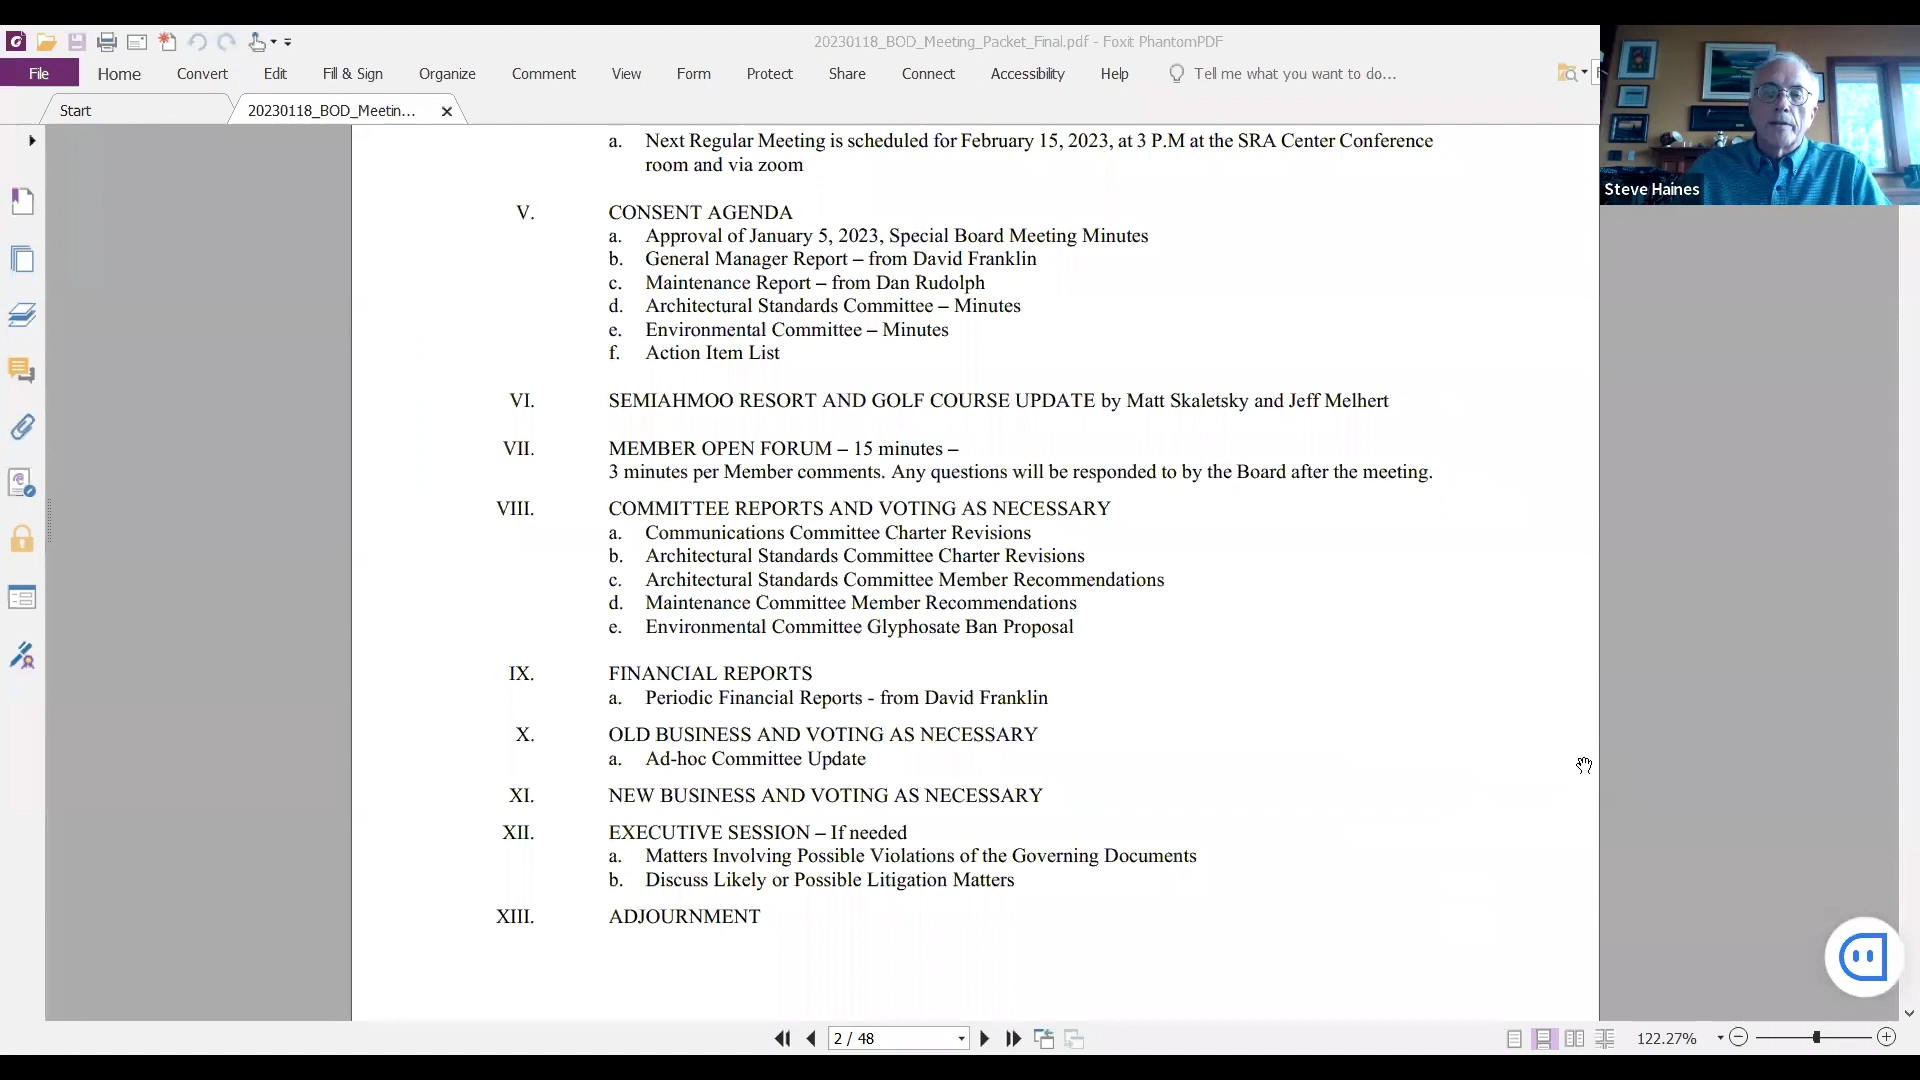 20230118_BOD_Meeting_Packet_Final.pdf - Foxit PhantomPDF
File Home Convert Edit Fill & Sign Organize Comment View Form Protect Share Connect Accessibility Help Tell me what you want to do...
Start 20230118_BOD_Meetin...
Steve Haines
a. Next Regular Meeting is scheduled for February 15, 2023, at 3 P.M at the SRA Center Conference
room and via zoom
V. CONSENT AGENDA
a. Approval of January 5, 2023, Special Board Meeting Minutes
b. General Manager Report – from David Franklin
c. Maintenance Report – from Dan Rudolph
d. Architectural Standards Committee – Minutes
e. Environmental Committee – Minutes
f. Action Item List
VI. SEMIAHMOO RESORT AND GOLF COURSE UPDATE by Matt Skaletsky and Jeff Melhert
VII. MEMBER OPEN FORUM – 15 minutes –
3 minutes per Member comments. Any questions will be responded to by the Board after the meeting.
VIII. COMMITTEE REPORTS AND VOTING AS NECESSARY
a. Communications Committee Charter Revisions
b. Architectural Standards Committee Charter Revisions
c. Architectural Standards Committee Member Recommendations
d. Maintenance Committee Member Recommendations
e. Environmental Committee Glyphosate Ban Proposal
IX. FINANCIAL REPORTS
a. Periodic Financial Reports - from David Franklin
X. OLD BUSINESS AND VOTING AS NECESSARY
a. Ad-hoc Committee Update
XI. NEW BUSINESS AND VOTING AS NECESSARY
XII. EXECUTIVE SESSION – If needed
a. Matters Involving Possible Violations of the Governing Documents
b. Discuss Likely or Possible Litigation Matters
XIII. ADJOURNMENT
2 / 48
122.27%